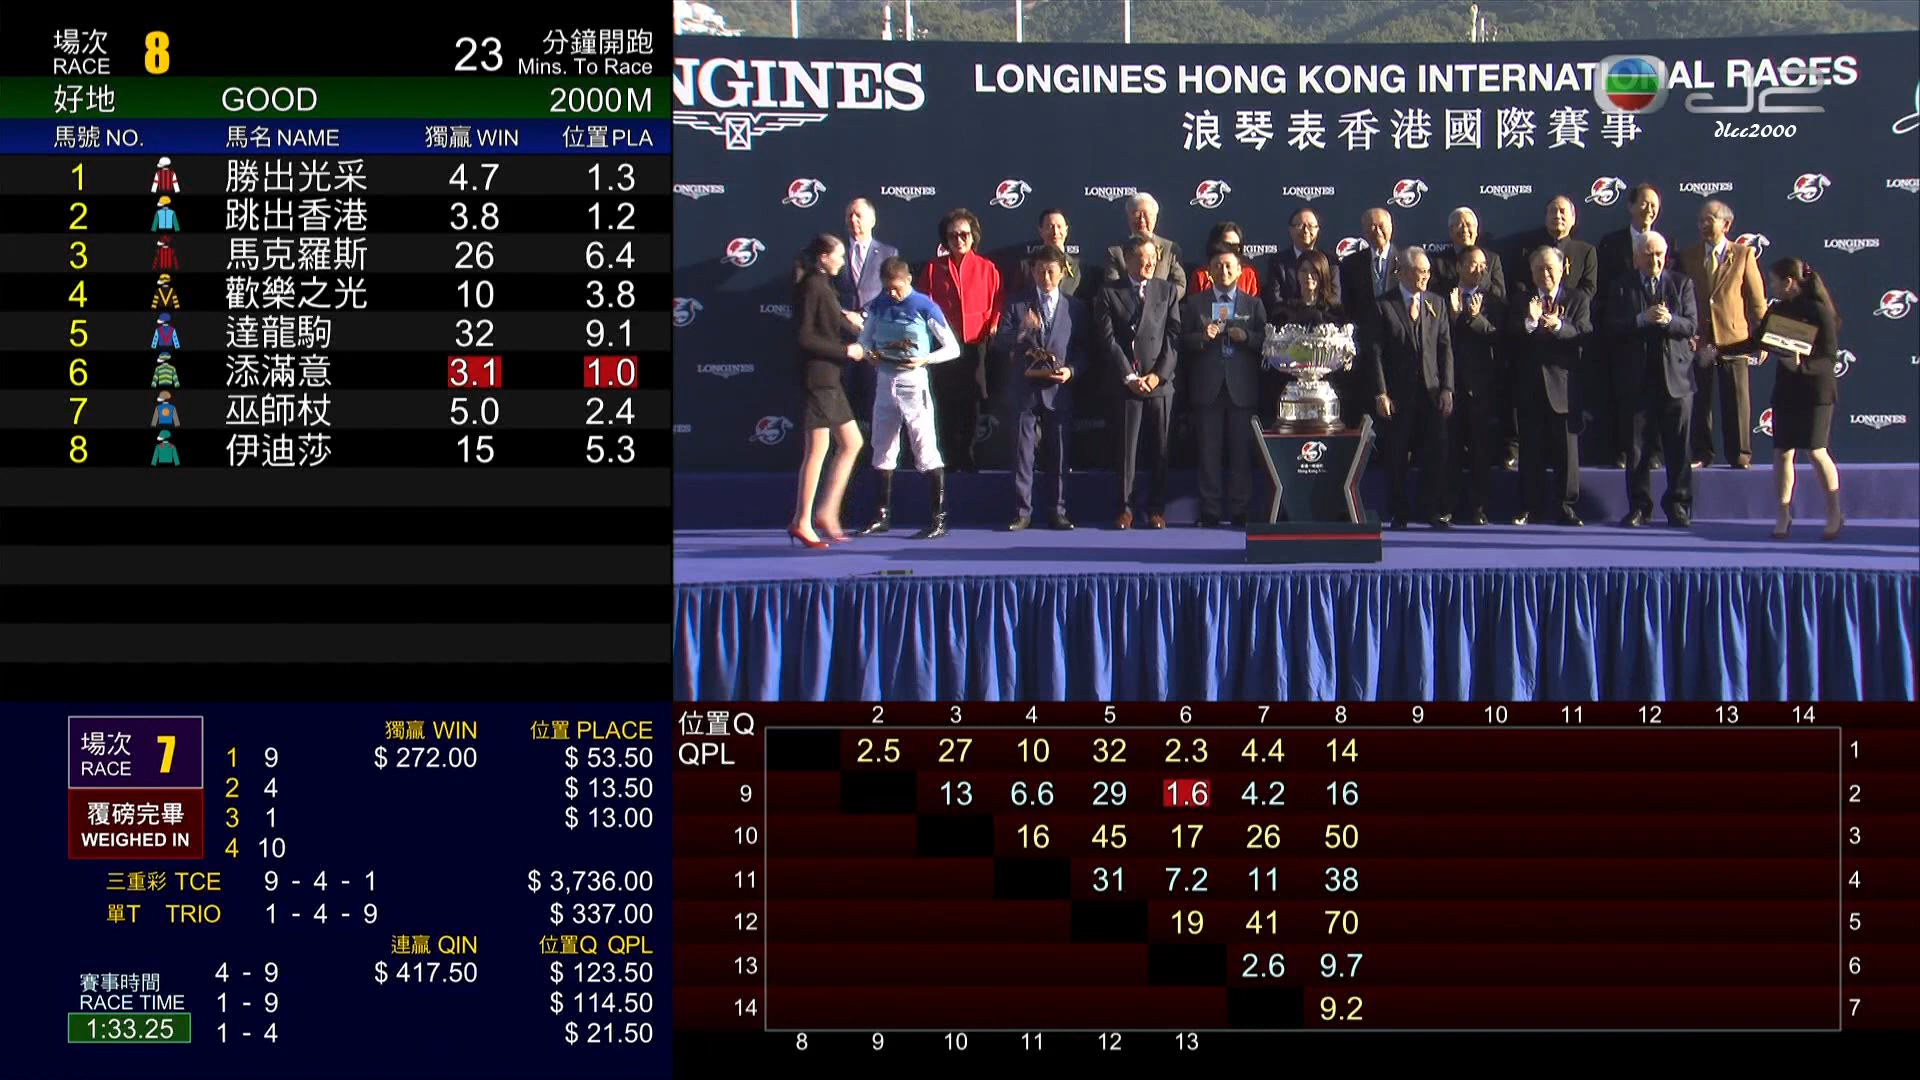 場次 8 23 分鐘開跑
RACE Mins. To Race
好地 GOOD 2000M
馬號 NO. 馬名 NAME 獨贏 WIN 位置 PLA
1 勝出光采 4.7 1.3
2 跳出香港 3.8 1.2
3 馬克羅斯 26 6.4
4 歡樂之光 10 3.8
5 達龍駒 32 9.1
6 添滿意 3.1 1.0
7 巫師杖 5.0 2.4
8 伊迪莎 15 5.3
NGINES
LONGINES HONG KONG INTERNATIONAL RACES
浪琴表香港國際賽事
J2
dlcc2000
LONGINES LONGINES LONGINES LONGINES LONGINES LONGINES
LONGINES
LONGINES
LONGINES
場次 7
RACE
覆磅完畢
WEIGHED IN
獨贏 WIN 位置 PLACE
1 9 $ 272.00 $ 53.50
2 4 $ 13.50
3 1 $ 13.00
4 10
三重彩 TCE 9 - 4 - 1 $ 3,736.00
單T TRIO 1 - 4 - 9 $ 337.00
連贏 QIN 位置Q QPL
4 - 9 $ 417.50 $ 123.50
1 - 9 $ 114.50
1 - 4 $ 21.50
賽事時間
RACE TIME
1:33.25
位置Q 2 3 4 5 6 7 8 9 10 11 12 13 14
QPL 2.5 27 10 32 2.3 4.4 14 1
9 13 6.6 29 1.6 4.2 16 2
10 16 45 17 26 50 3
11 31 7.2 11 38 4
12 19 41 70 5
13 2.6 9.7 6
14 9.2 7
8 9 10 11 12 13